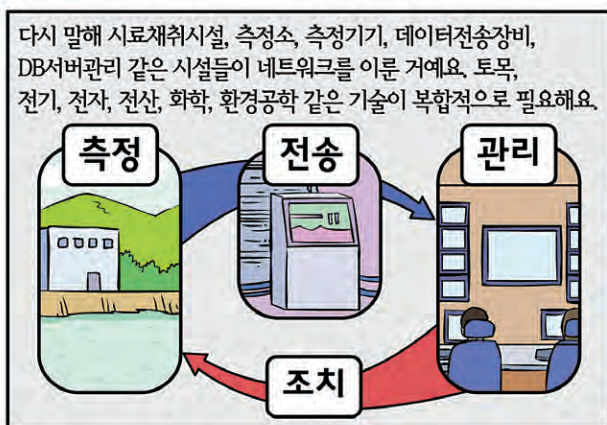 다시 말해 시료채취시설, 측정소, 측정기기, 데이터전송장비,
DB서버관리 같은 시설들이 네트워크를 이룬 거예요. 토목,
전기, 전자, 전산, 화학, 환경공학 같은 기술이 복합적으로 필요해요.
측정
전송
관리
조치